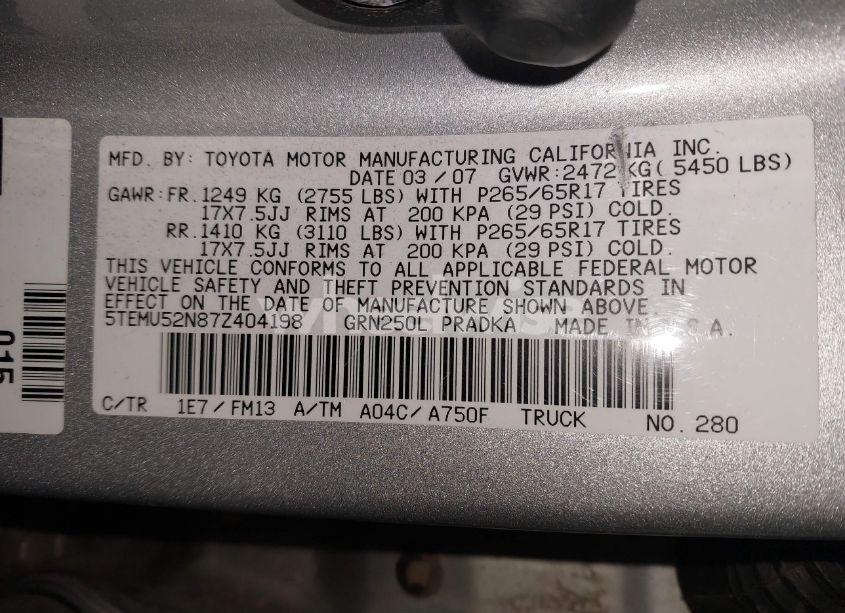 MFD. BY: TOYOTA MOTOR MANUFACTURING CALIFORNIA INC.
DATE 03 / 07 GVWR:2472 KG( 5450 LBS)
GAWR:FR.1249 KG (2755 LBS) WITH P265/65R17 TIRES
17X7.5JJ RIMS AT 200 KPA (29 PSI) COLD.
RR.1410 KG (3110 LBS) WITH P265/65R17 TIRES
17X7.5JJ RIMS AT 200 KPA (29 PSI) COLD.
THIS VEHICLE CONFORMS TO ALL APPLICABLE FEDERAL MOTOR
VEHICLE SAFETY AND THEFT PREVENTION STANDARDS IN
EFFECT ON THE DATE OF MANUFACTURE SHOWN ABOVE.
5TEMU52N87Z404198 GRN250L PRADKA MADE IN U.S.A.
C/TR 1E7/FM13 A/TM A04C/A750F TRUCK NO.280
015